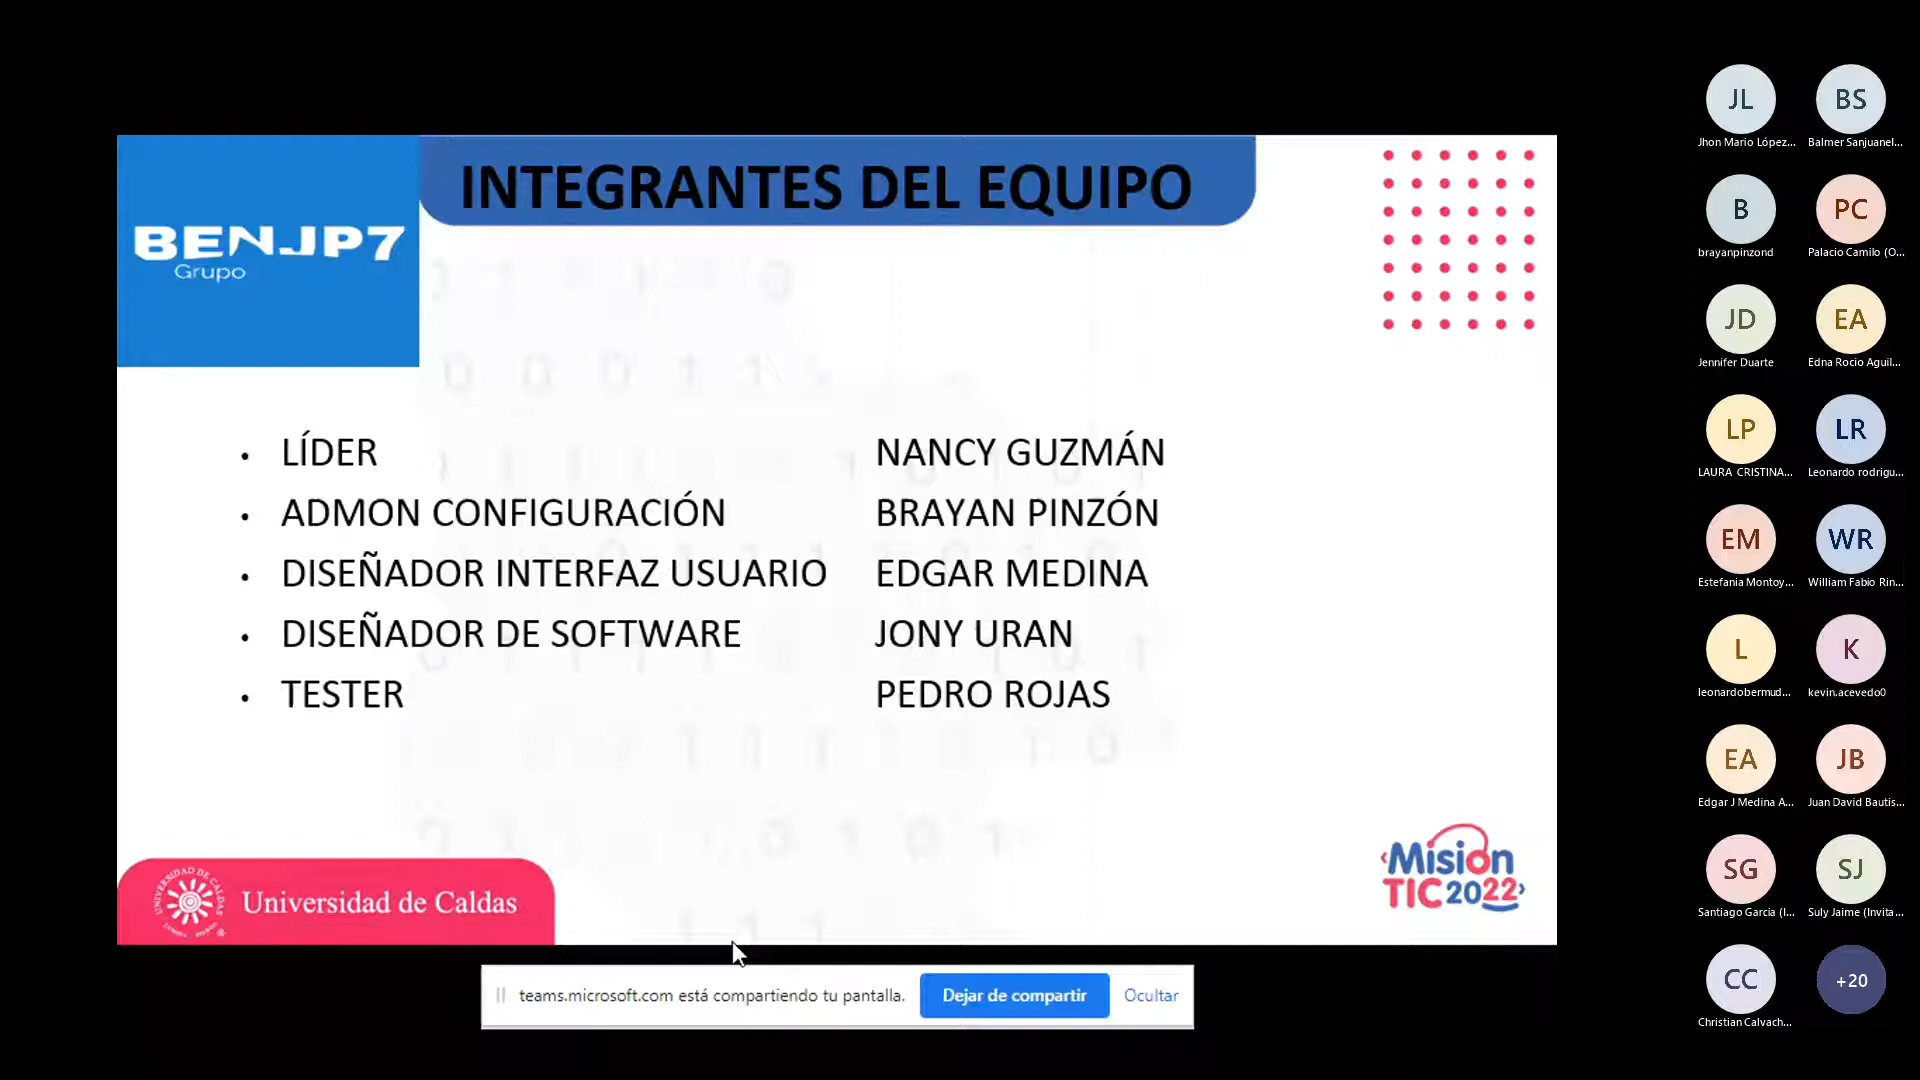 INTEGRANTES DEL EQUIPO
BENJP7
Grupo
• LÍDER NANCY GUZMÁN
• ADMON CONFIGURACIÓN BRAYAN PINZÓN
• DISEÑADOR INTERFAZ USUARIO EDGAR MEDINA
• DISEÑADOR DE SOFTWARE JONY URAN
• TESTER PEDRO ROJAS
UNIVERSIDAD DE CALDAS
Universidad de Caldas
‹Misión
TIC2022›
teams.microsoft.com está compartiendo tu pantalla. Dejar de compartir Ocultar
JL BS
Jhon Mario López... Balmer Sanjuanel...
B PC
brayanpinzond Palacio Camilo (O...
JD EA
Jennifer Duarte Edna Rocio Aguil...
LP LR
LAURA CRISTINA... Leonardo rodrigu...
EM WR
Estefania Montoy... William Fabio Rin...
L K
leonardobermud... kevin.acevedo0
EA JB
Edgar J Medina A... Juan David Bautis...
SG SJ
Santiago Garcia (I... Suly Jaime (Invita...
CC +20
Christian Calvach...